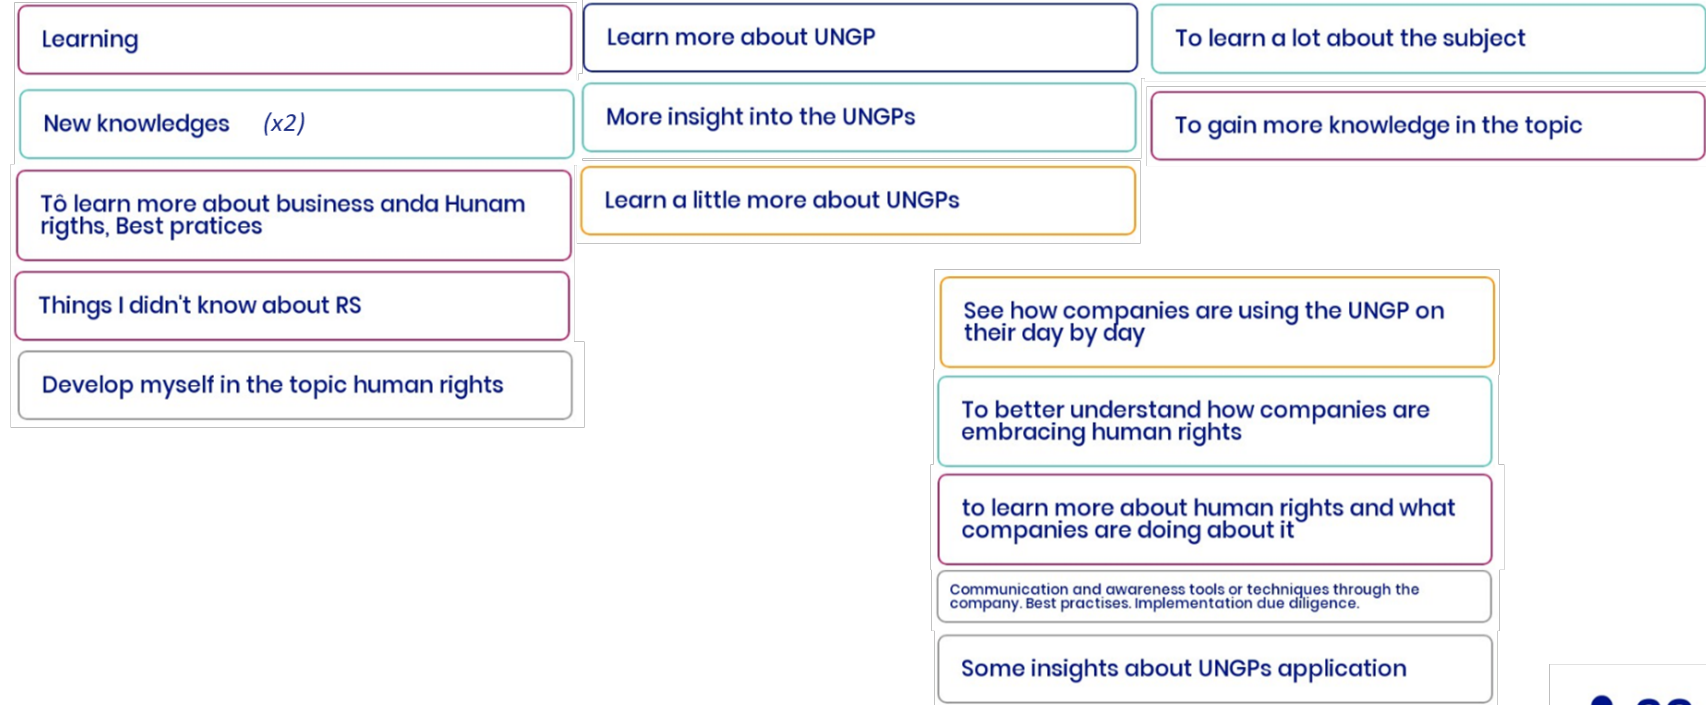 Learning
New knowledges (x2)
Tô learn more about business anda Hunam
rigths, Best pratices
Things I didn't know about RS
Develop myself in the topic human rights
Learn more about UNGP
More insight into the UNGPs
Learn a little more about UNGPs
To learn a lot about the subject
To gain more knowledge in the topic
See how companies are using the UNGP on
their day by day
To better understand how companies are
embracing human rights
to learn more about human rights and what
companies are doing about it
Communication and awareness tools or techniques through the
company. Best practises. Implementation due diligence.
Some insights about UNGPs application